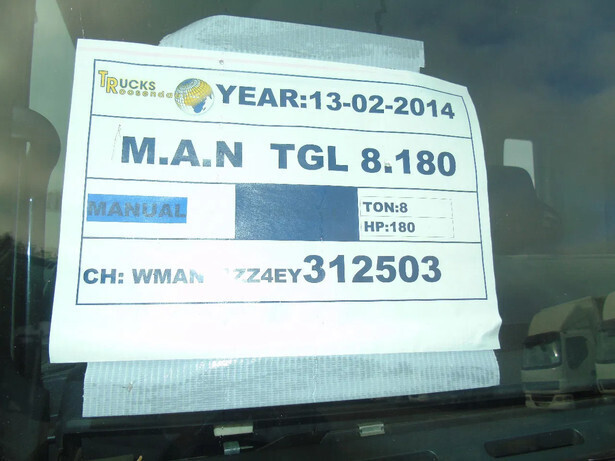 TRUCKS
Roosendaal YEAR:13-02-2014
M.A.N TGL 8.180
MANUAL
TON:8
HP:180
CH: WMAN ZZ4EY312503